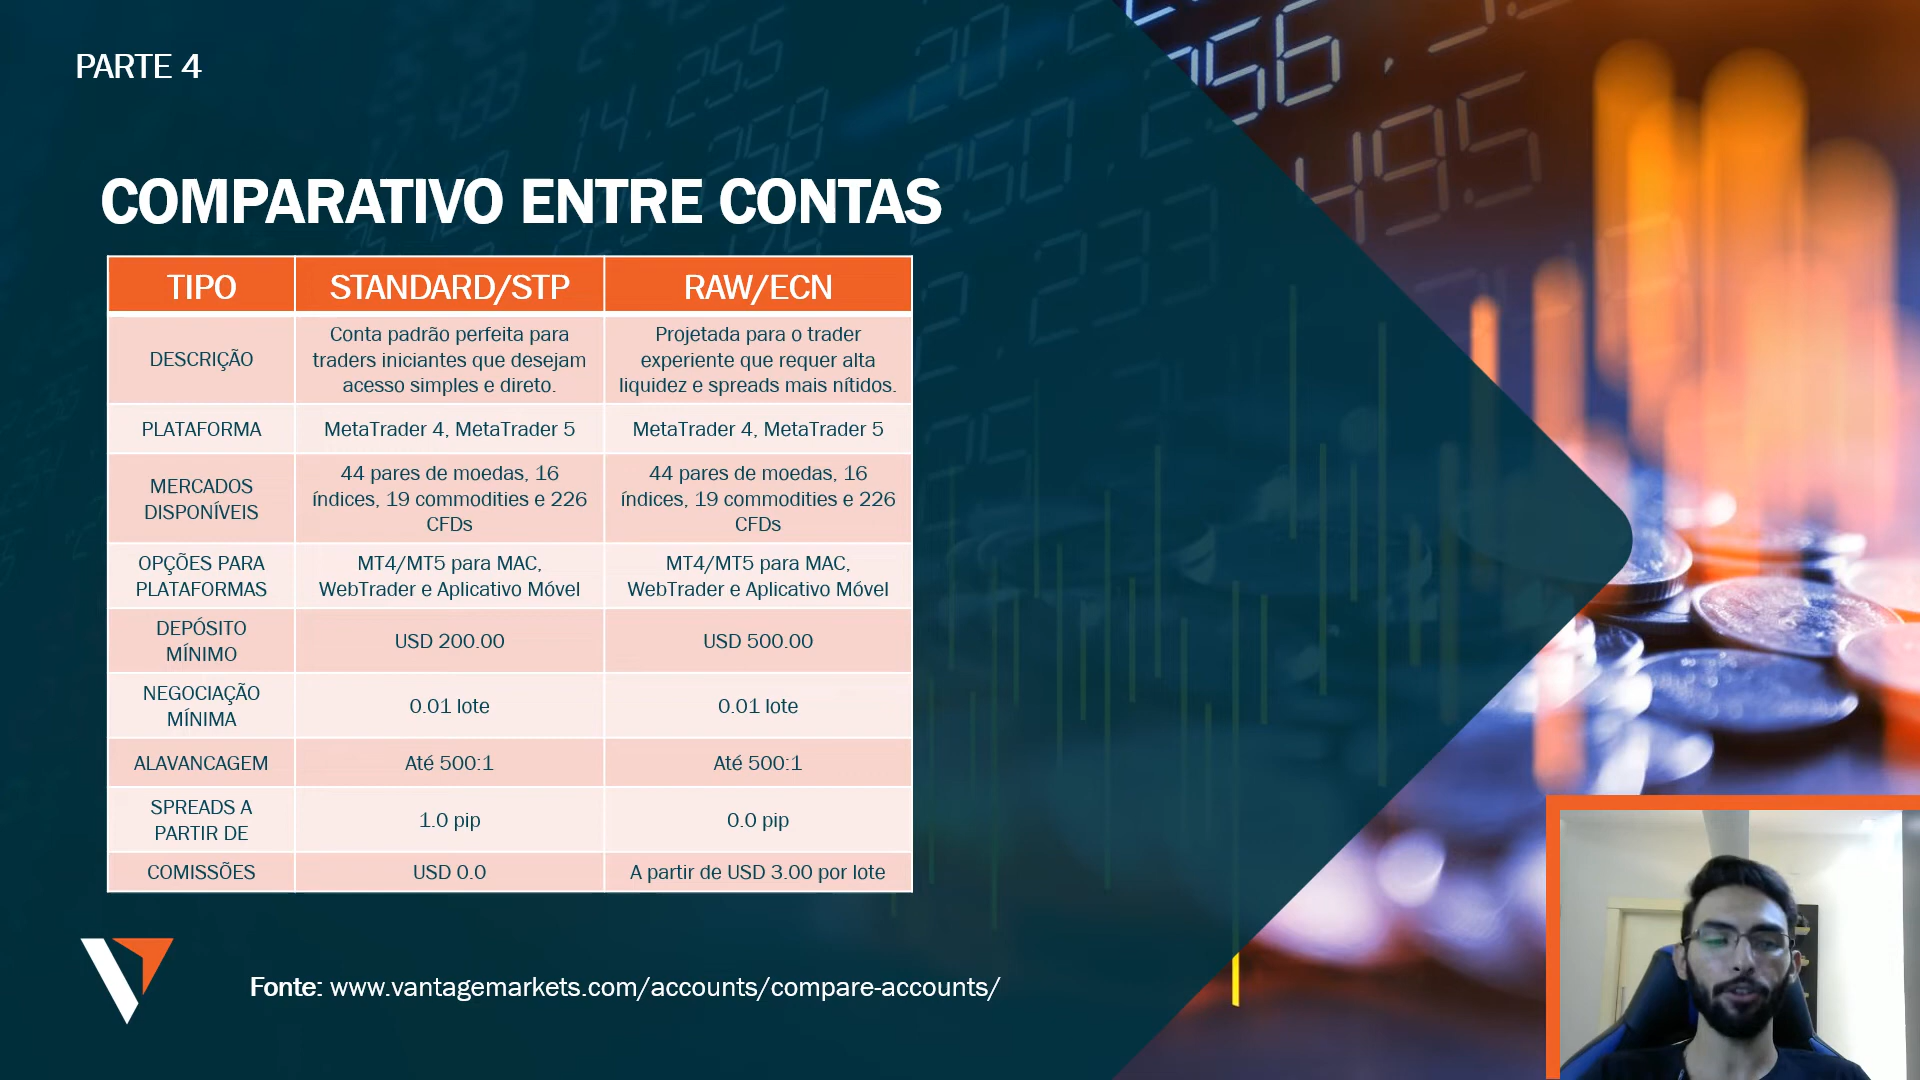 PARTE 4
COMPARATIVO ENTRE CONTAS
TIPO STANDARD/STP RAW/ECN
DESCRIÇÃO
Conta padrão perfeita para
traders iniciantes que desejam
acesso simples e direto.
Projetada para o trader
experiente que requer alta
liquidez e spreads mais nítidos.
PLATAFORMA MetaTrader 4, MetaTrader 5 MetaTrader 4, MetaTrader 5
MERCADOS
DISPONÍVEIS
44 pares de moedas, 16
índices, 19 commodities e 226
CFDs
44 pares de moedas, 16
índices, 19 commodities e 226
CFDs
OPÇÕES PARA
PLATAFORMAS
MT4/MT5 para MAC,
WebTrader e Aplicativo Móvel
MT4/MT5 para MAC,
WebTrader e Aplicativo Móvel
DEPÓSITO
MÍNIMO
USD 200.00
USD 500.00
NEGOCIAÇÃO
MÍNIMA
0.01 lote
0.01 lote
ALAVANCAGEM Até 500:1 Até 500:1
SPREADS A
PARTIR DE
1.0 pip
0.0 pip
COMISSÕES USD 0.0 A partir de USD 3.00 por lote
Fonte: www.vantagemarkets.com/accounts/compare-accounts/